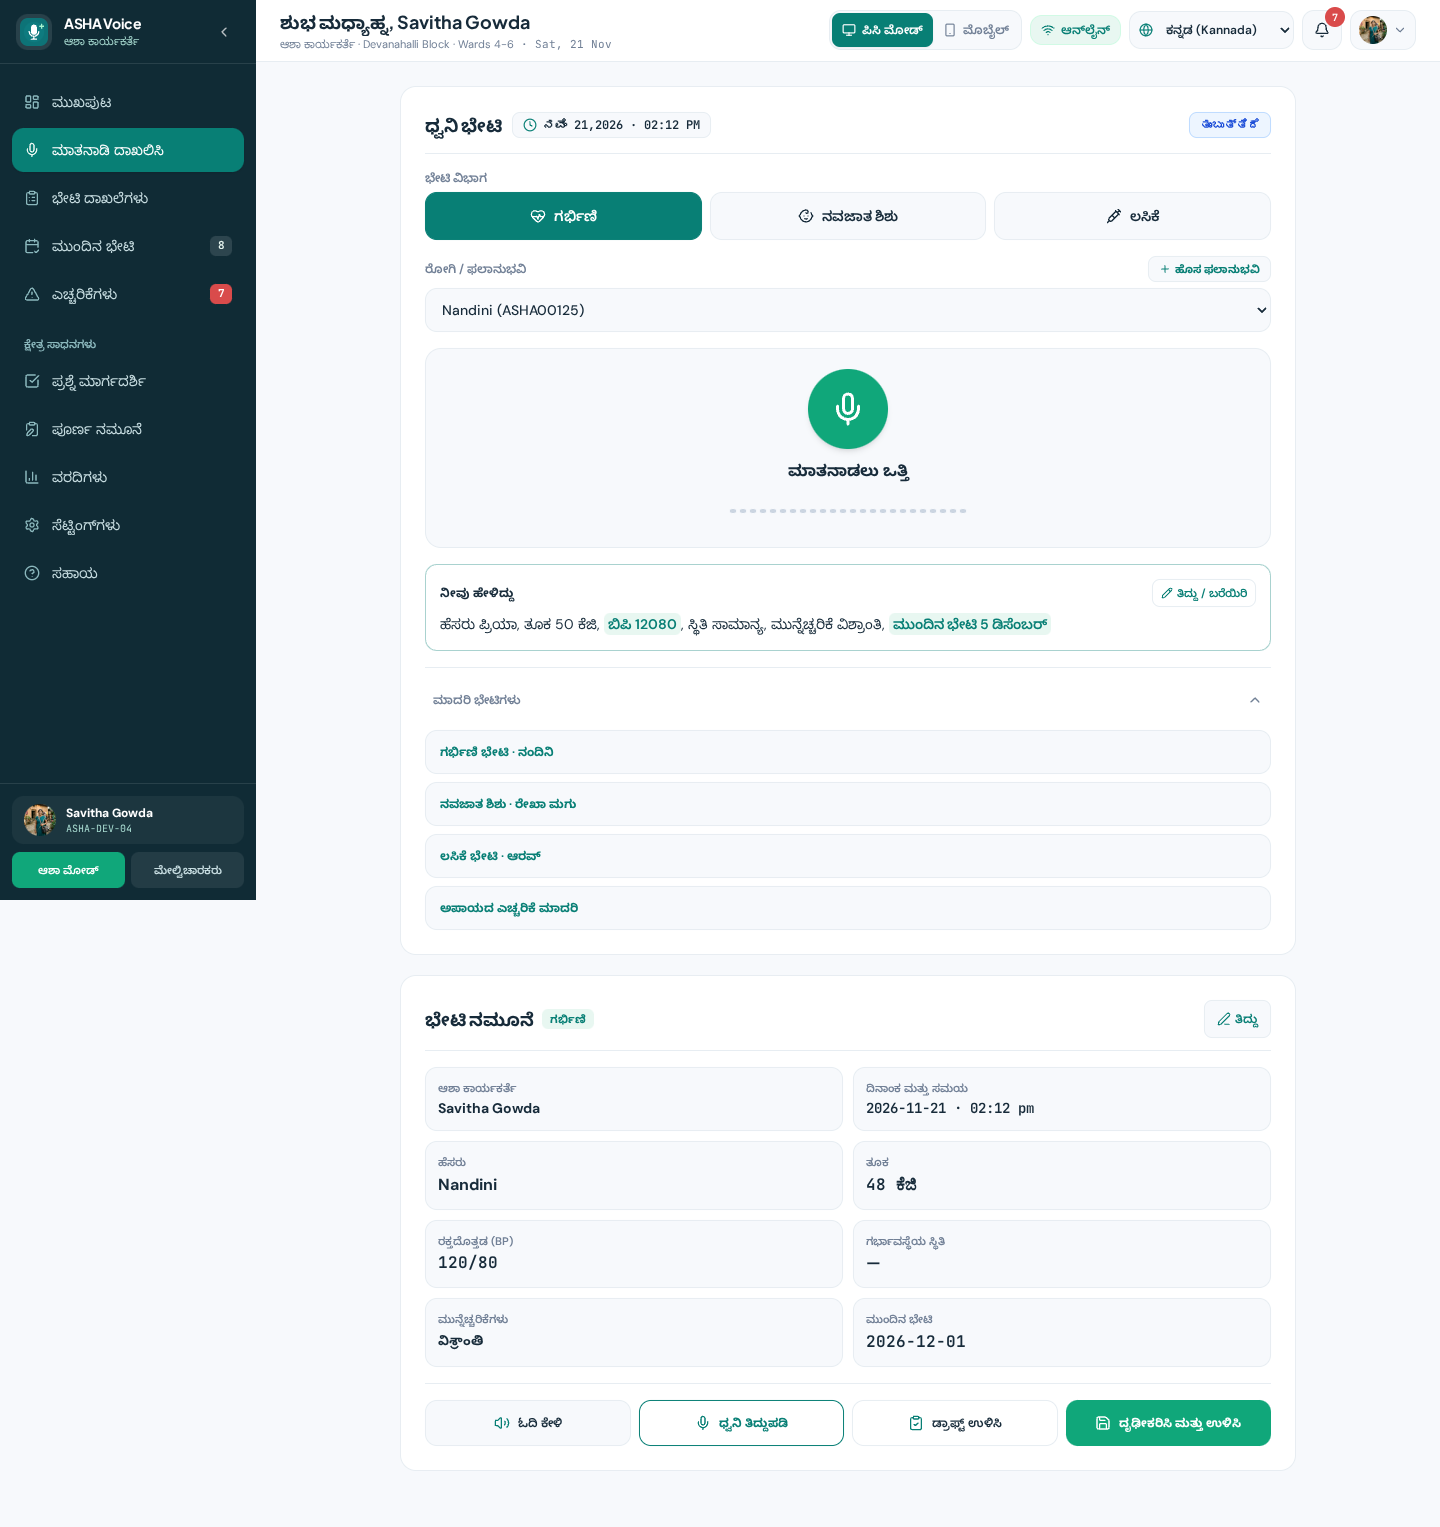 ASHA Voice
ಆಶಾ ಕಾರ್ಯಕರ್ತೆ
ಮುಖಪುಟ
ಮಾತನಾಡಿ ದಾಖಲಿಸಿ
ಭೇಟಿ ದಾಖಲೆಗಳು
ಮುಂದಿನ ಭೇಟಿ 8
ಎಚ್ಚರಿಕೆಗಳು 7
ಕ್ಷೇತ್ರ ಸಾಧನಗಳು
ಪ್ರಶ್ನೆ ಮಾರ್ಗದರ್ಶಿ
ಪೂರ್ಣ ನಮೂನೆ
ವರದಿಗಳು
ಸೆಟ್ಟಿಂಗ್‌ಗಳು
ಸಹಾಯ
Savitha Gowda
ASHA-DEV-04
ಆಶಾ ಮೋಡ್ ಮೇಲ್ವಿಚಾರಕರು
ಶುಭ ಮಧ್ಯಾಹ್ನ, Savitha Gowda
ಆಶಾ ಕಾರ್ಯಕರ್ತೆ · Devanahalli Block · Wards 4–6 · Sat, 21 Nov
ಪಿಸಿ ಮೋಡ್ ಮೊಬೈಲ್ ಆನ್‌ಲೈನ್ ಕನ್ನಡ (Kannada) 7
ಧ್ವನಿ ಭೇಟಿ ನವೆಂ 21,2026 · 02:12 PM ತುಂಬುತ್ತಿದೆ
ಭೇಟಿ ವಿಭಾಗ
ಗರ್ಭಿಣಿ ನವಜಾತ ಶಿಶು ಲಸಿಕೆ
ರೋಗಿ / ಫಲಾನುಭವಿ + ಹೊಸ ಫಲಾನುಭವಿ
Nandini (ASHA00125)
ಮಾತನಾಡಲು ಒತ್ತಿ
ನೀವು ಹೇಳಿದ್ದು ತಿದ್ದು / ಬರೆಯಿರಿ
ಹೆಸರು ಪ್ರಿಯಾ, ತೂಕ 50 ಕೆಜಿ, ಬಿಪಿ 12080 , ಸ್ಥಿತಿ ಸಾಮಾನ್ಯ, ಮುನ್ನೆಚ್ಚರಿಕೆ ವಿಶ್ರಾಂತಿ, ಮುಂದಿನ ಭೇಟಿ 5 ಡಿಸೆಂಬರ್
ಮಾದರಿ ಭೇಟಿಗಳು
ಗರ್ಭಿಣಿ ಭೇಟಿ · ನಂದಿನಿ
ನವಜಾತ ಶಿಶು · ರೇಖಾ ಮಗು
ಲಸಿಕೆ ಭೇಟಿ · ಆರವ್
ಅಪಾಯದ ಎಚ್ಚರಿಕೆ ಮಾದರಿ
ಭೇಟಿ ನಮೂನೆ ಗರ್ಭಿಣಿ ತಿದ್ದು
ಆಶಾ ಕಾರ್ಯಕರ್ತೆ ದಿನಾಂಕ ಮತ್ತು ಸಮಯ
Savitha Gowda 2026-11-21 · 02:12 pm
ಹೆಸರು ತೂಕ
Nandini 48 ಕೆಜಿ
ರಕ್ತದೊತ್ತಡ (BP) ಗರ್ಭಾವಸ್ಥೆಯ ಸ್ಥಿತಿ
120/80 —
ಮುನ್ನೆಚ್ಚರಿಕೆಗಳು ಮುಂದಿನ ಭೇಟಿ
ವಿಶ್ರಾಂತಿ 2026-12-01
ಓದಿ ಕೇಳಿ ಧ್ವನಿ ತಿದ್ದುಪಡಿ ಡ್ರಾಫ್ಟ್ ಉಳಿಸಿ ದೃಢೀಕರಿಸಿ ಮತ್ತು ಉಳಿಸಿ